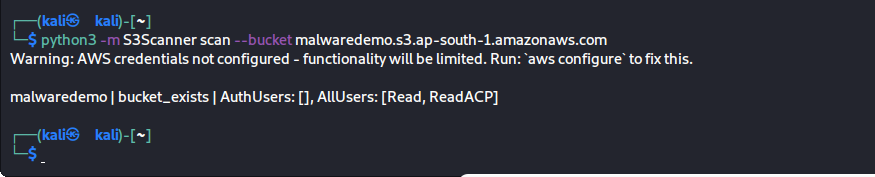 ┌──(kali㉿ kali)-[~]
└─$ python3 -m S3Scanner scan --bucket malwaredemo.s3.ap-south-1.amazonaws.com
Warning: AWS credentials not configured - functionality will be limited. Run: `aws configure` to fix this.
malwaredemo | bucket_exists | AuthUsers: [], AllUsers: [Read, ReadACP]
┌──(kali㉿ kali)-[~]
└─$ _